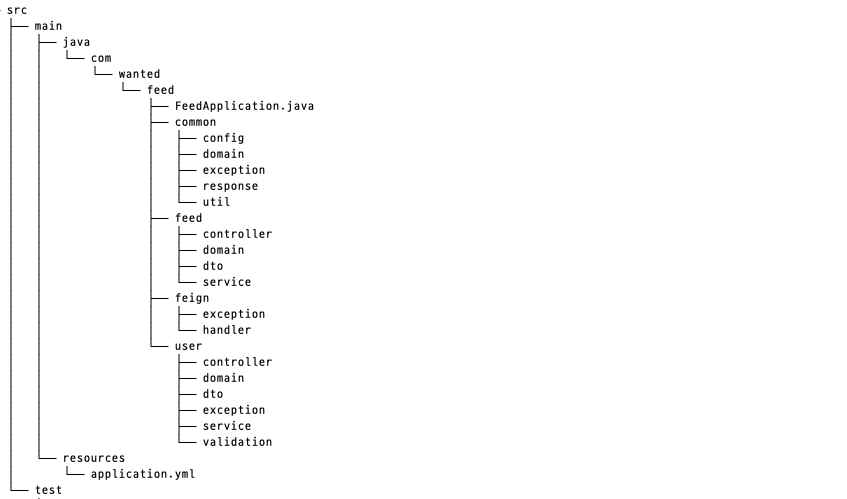 src
├── main
│   ├── java
│   │   └── com
│   │       └── wanted
│   │           └── feed
│   │               ├── FeedApplication.java
│   │               ├── common
│   │               │   ├── config
│   │               │   ├── domain
│   │               │   ├── exception
│   │               │   ├── response
│   │               │   └── util
│   │               ├── feed
│   │               │   ├── controller
│   │               │   ├── domain
│   │               │   ├── dto
│   │               │   └── service
│   │               ├── feign
│   │               │   ├── exception
│   │               │   └── handler
│   │               └── user
│   │                   ├── controller
│   │                   ├── domain
│   │                   ├── dto
│   │                   ├── exception
│   │                   ├── service
│   │                   └── validation
│   └── resources
│       └── application.yml
└── test